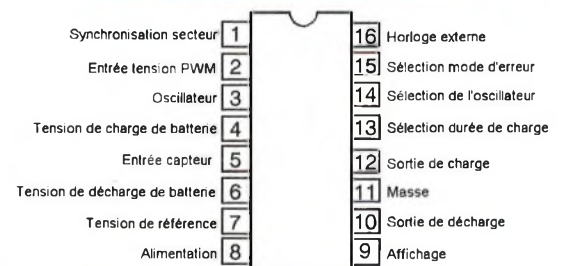 Synchronisation secteur 1 16 Horloge externe
Entrée tension PWM 2 15 Sélection mode d'erreur
Oscillateur 3 14 Sélection de l'oscillateur
Tension de charge de batterie 4 13 Sélection durée de charge
Entrée capteur 5 12 Sortie de charge
Tension de décharge de batterie 6 11 Masse
Tension de référence 7 10 Sortie de décharge
Alimentation 8 9 Affichage